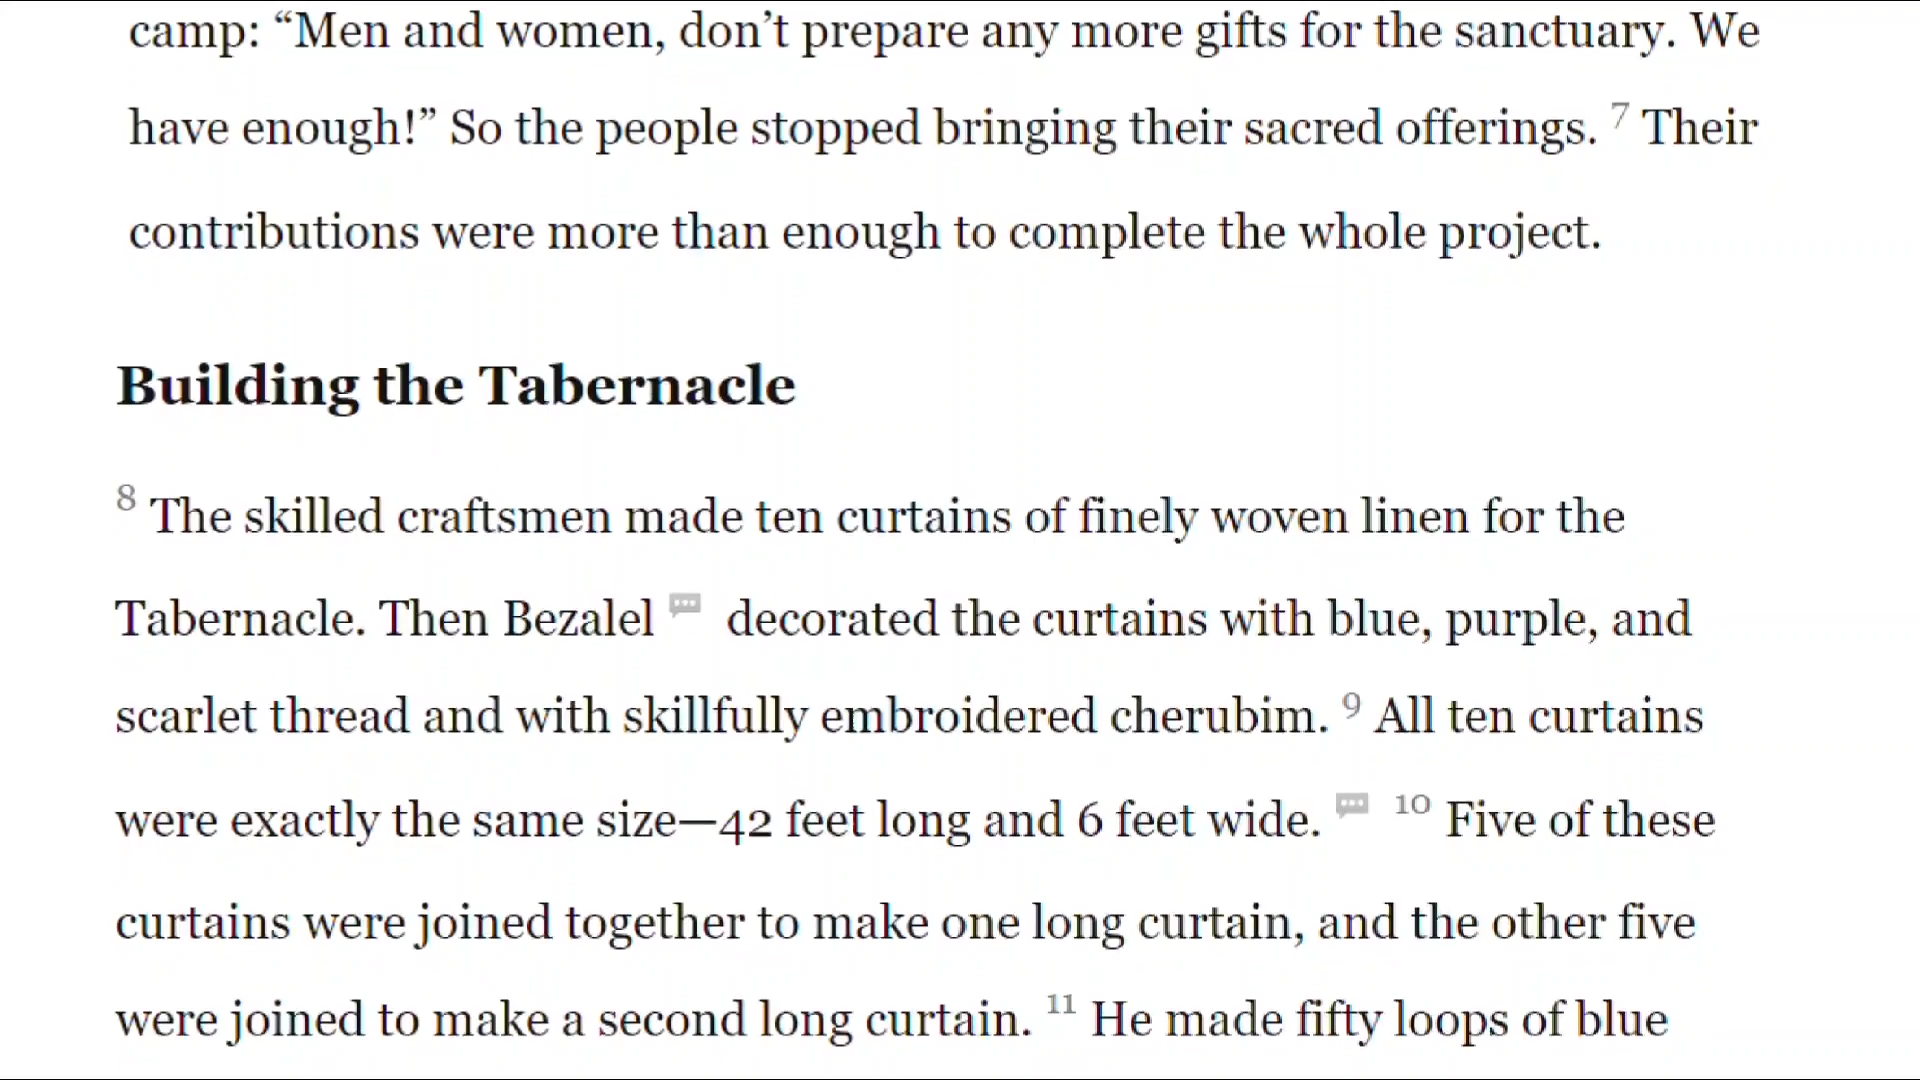 camp: “Men and women, don’t prepare any more gifts for the sanctuary. We
have enough!” So the people stopped bringing their sacred offerings. 7 Their
contributions were more than enough to complete the whole project.
Building the Tabernacle
8 The skilled craftsmen made ten curtains of finely woven linen for the
Tabernacle. Then Bezalel decorated the curtains with blue, purple, and
scarlet thread and with skillfully embroidered cherubim. 9 All ten curtains
were exactly the same size—42 feet long and 6 feet wide. 10 Five of these
curtains were joined together to make one long curtain, and the other five
were joined to make a second long curtain. 11 He made fifty loops of blue